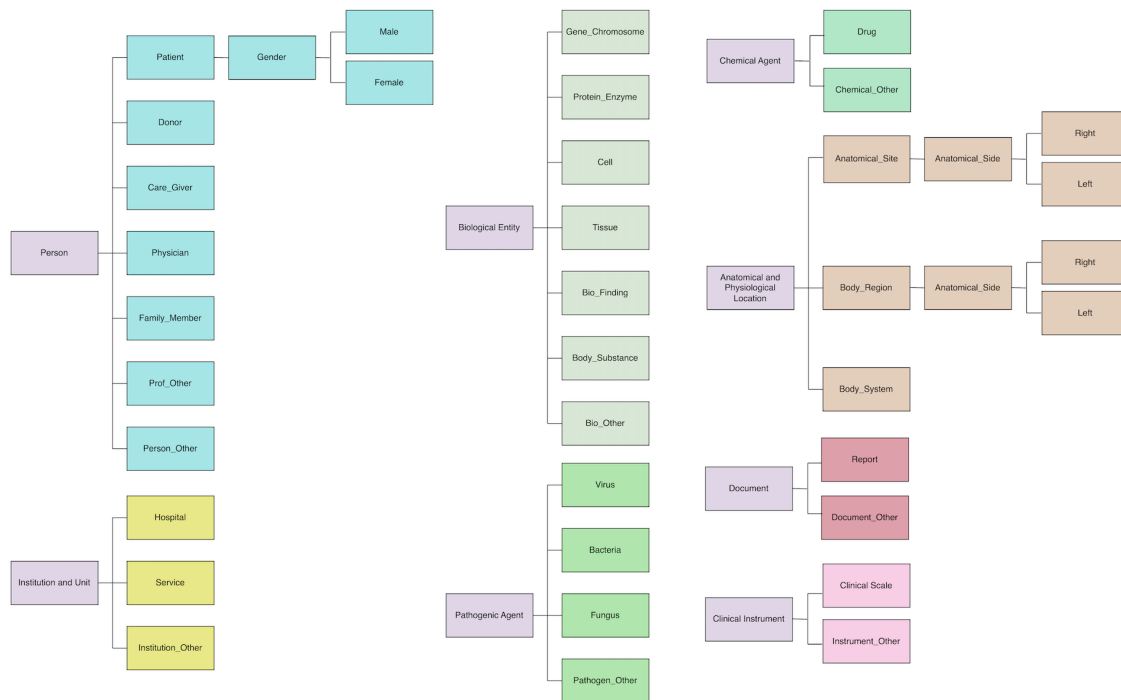 Person
Patient
Gender
Male
Female
Donor
Care_Giver
Physician
Family_Member
Prof_Other
Person_Other
Institution and Unit
Hospital
Service
Institution_Other
Biological Entity
Gene_Chromosome
Protein_Enzyme
Cell
Tissue
Bio_Finding
Body_Substance
Bio_Other
Pathogenic Agent
Virus
Bacteria
Fungus
Pathogen_Other
Chemical Agent
Drug
Chemical_Other
Anatomical and
Physiological
Location
Anatomical_Site
Anatomical_Side
Right
Left
Body_Region
Anatomical_Side
Right
Left
Body_System
Document
Report
Document_Other
Clinical Instrument
Clinical Scale
Instrument_Other